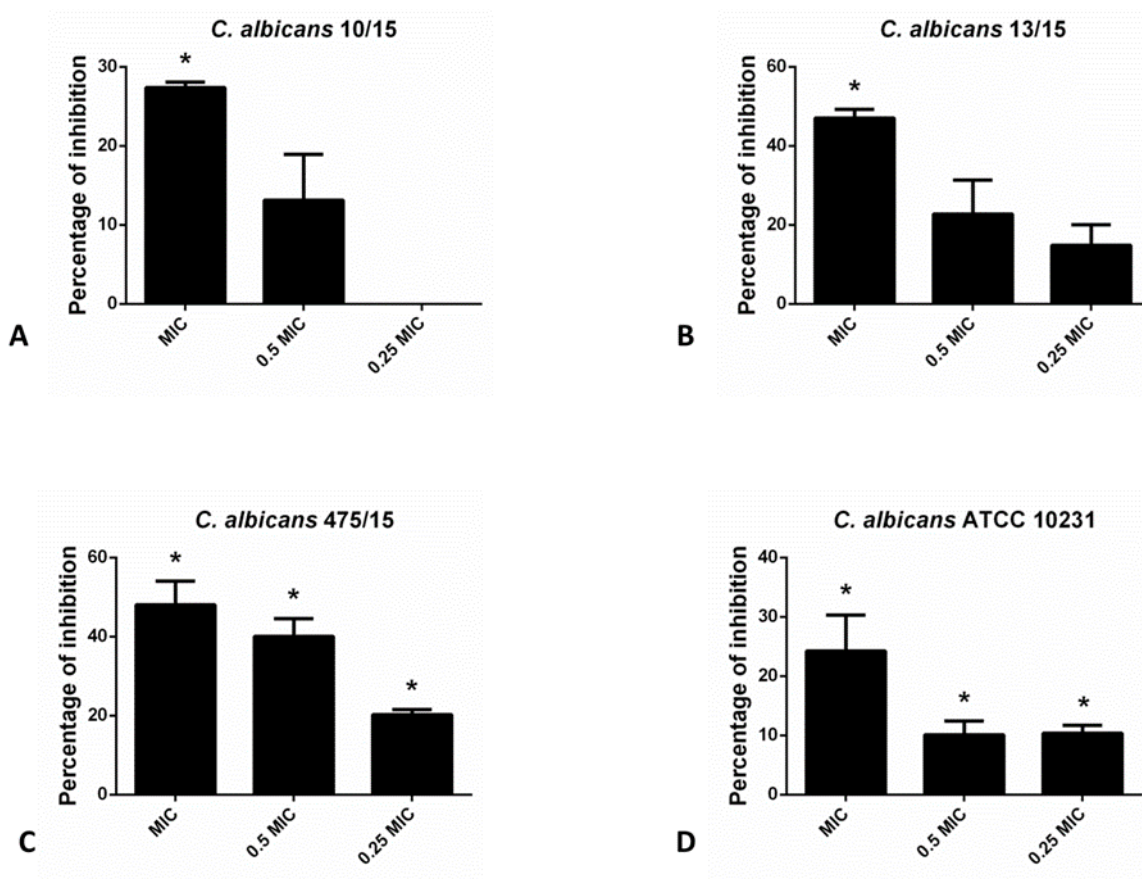 C. albicans 10/15
*
30
20
10
0
Percentage of inhibition
MIC
0.5 MIC
0.25 MIC
A
C. albicans 13/15
*
60
40
20
0
Percentage of inhibition
MIC
0.5 MIC
0.25 MIC
B
C. albicans 475/15
*
*
*
60
40
20
0
Percentage of inhibition
MIC
0.5 MIC
0.25 MIC
C
C. albicans ATCC 10231
*
*
*
40
30
20
10
0
Percentage of inhibition
MIC
0.5 MIC
0.25 MIC
D